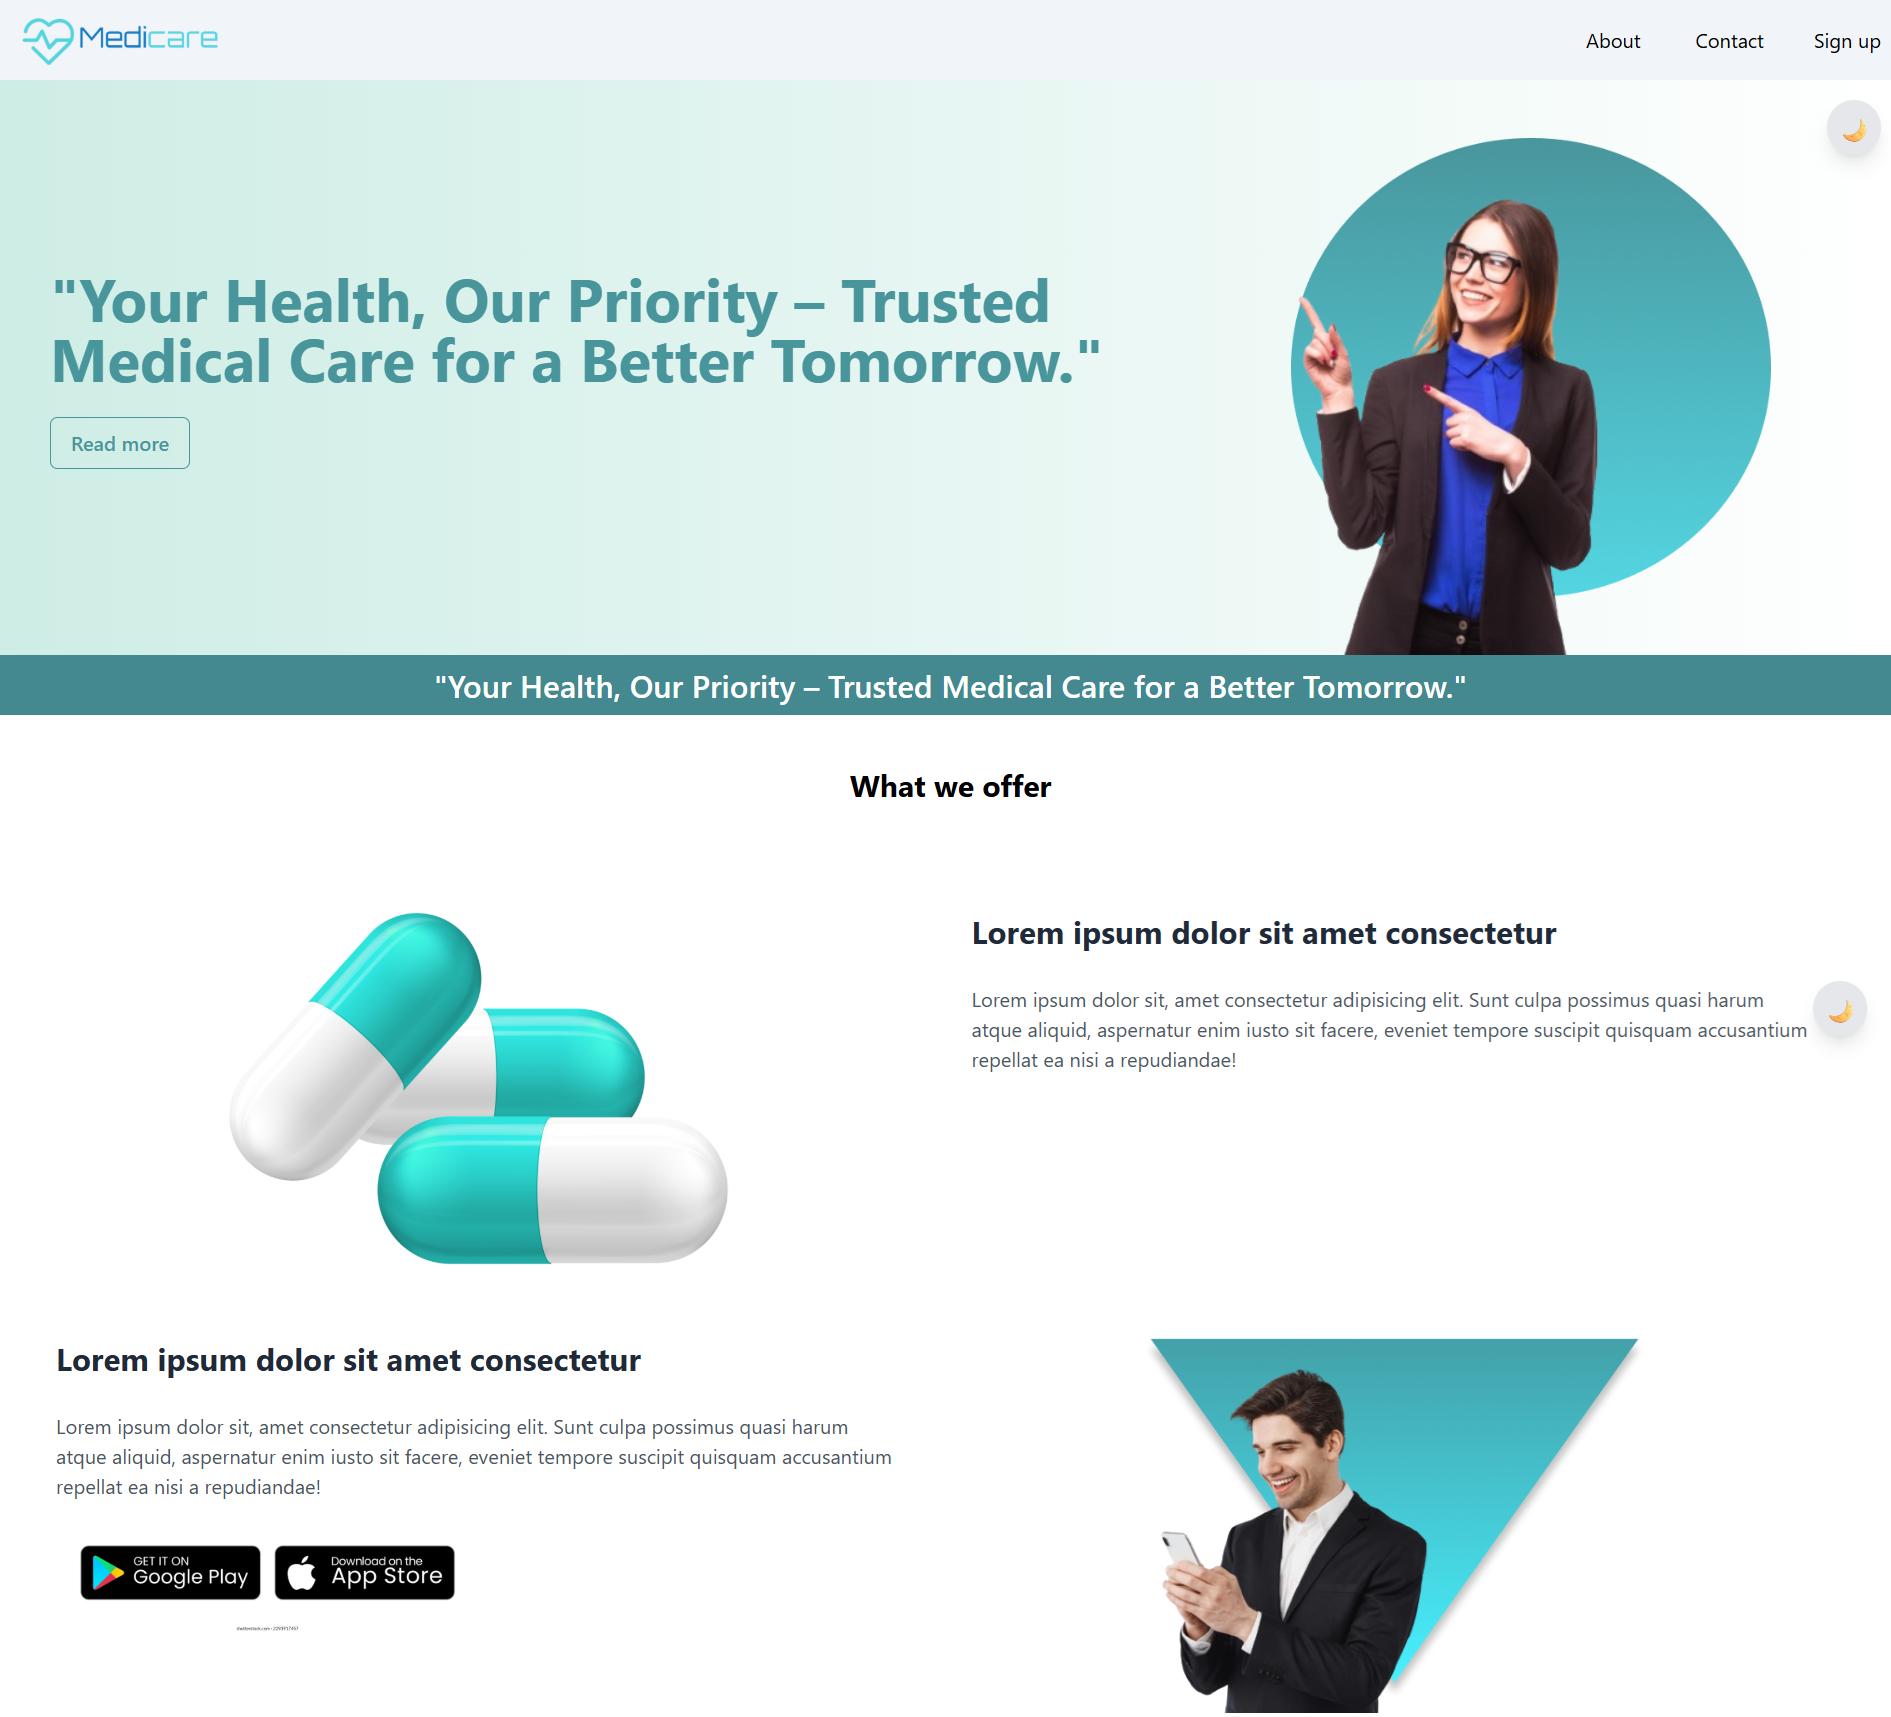 Medicare
About Contact Sign up
"Your Health, Our Priority – Trusted
Medical Care for a Better Tomorrow."
Read more
"Your Health, Our Priority – Trusted Medical Care for a Better Tomorrow."
What we offer
Lorem ipsum dolor sit amet consectetur
Lorem ipsum dolor sit, amet consectetur adipisicing elit. Sunt culpa possimus quasi harum
atque aliquid, aspernatur enim iusto sit facere, eveniet tempore suscipit quisquam accusantium
repellat ea nisi a repudiandae!
Lorem ipsum dolor sit amet consectetur
Lorem ipsum dolor sit, amet consectetur adipisicing elit. Sunt culpa possimus quasi harum
atque aliquid, aspernatur enim iusto sit facere, eveniet tempore suscipit quisquam accusantium
repellat ea nisi a repudiandae!
GET IT ON
Google Play
Download on the
App Store